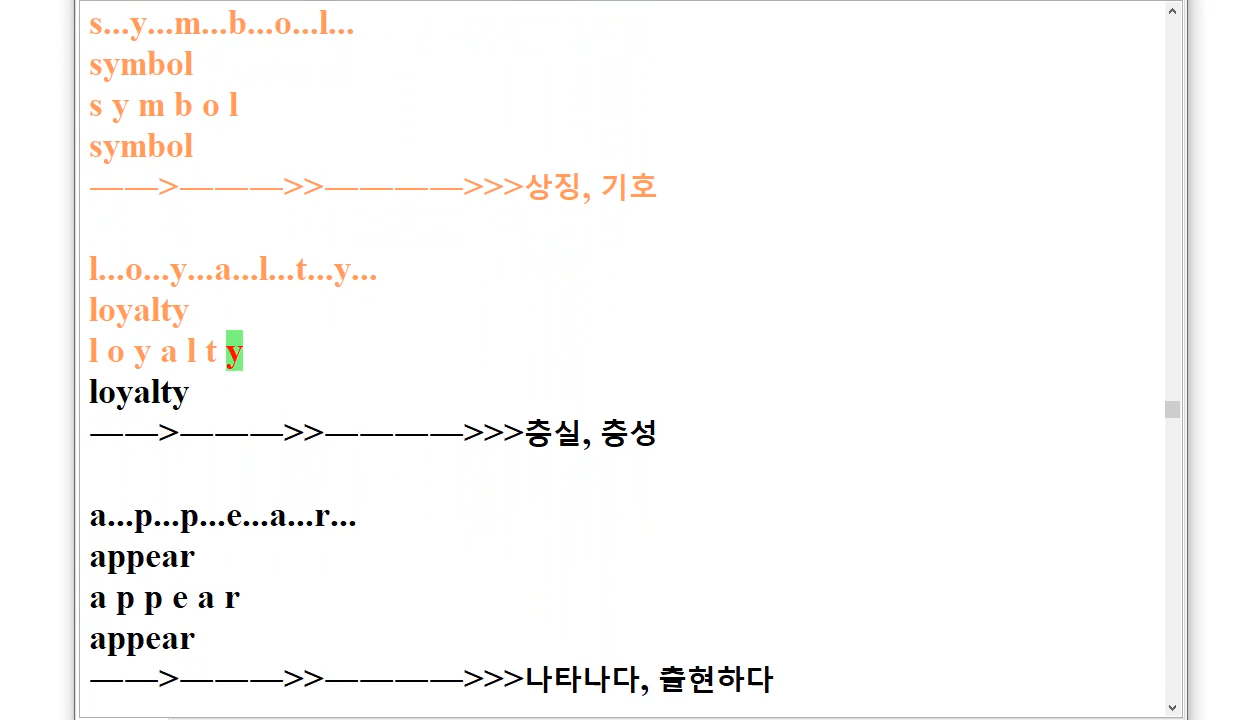 s...y...m...b...o...l...
symbol
s y m b o l
symbol
——>———>>————>>>상징, 기호
l...o...y...a...l...t...y...
loyalty
l o y a l t y
loyalty
——>———>>————>>>충실, 충성
a...p...p...e...a...r...
appear
a p p e a r
appear
——>———>>————>>>나타나다, 출현하다